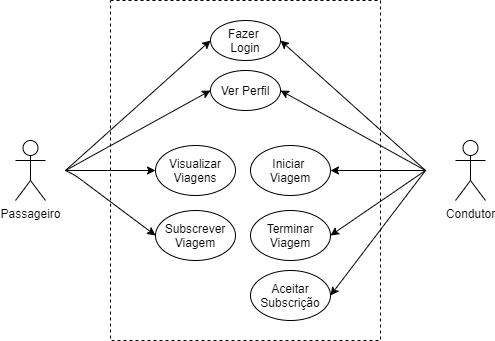 Fazer
Login
Ver Perfil
Visualizar
Viagens
Iniciar
Viagem
Passageiro
Condutor
Subscrever
Viagem
Terminar
Viagem
Aceitar
Subscrição